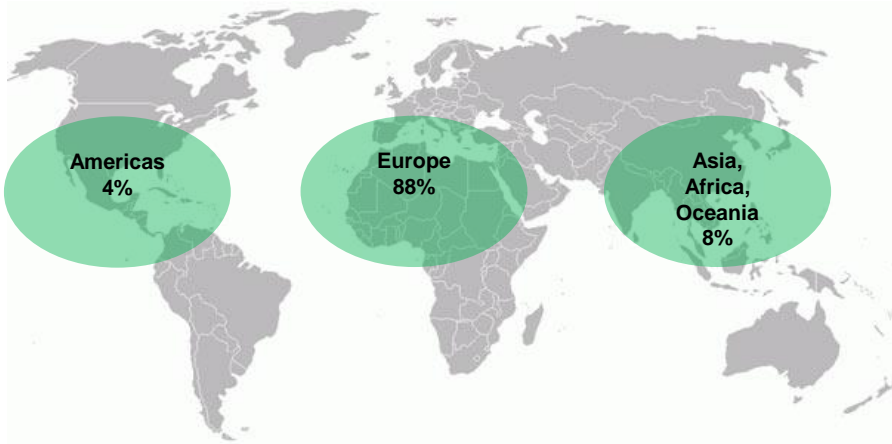 Americas
4%
Europe
88%
Asia,
Africa,
Oceania
8%